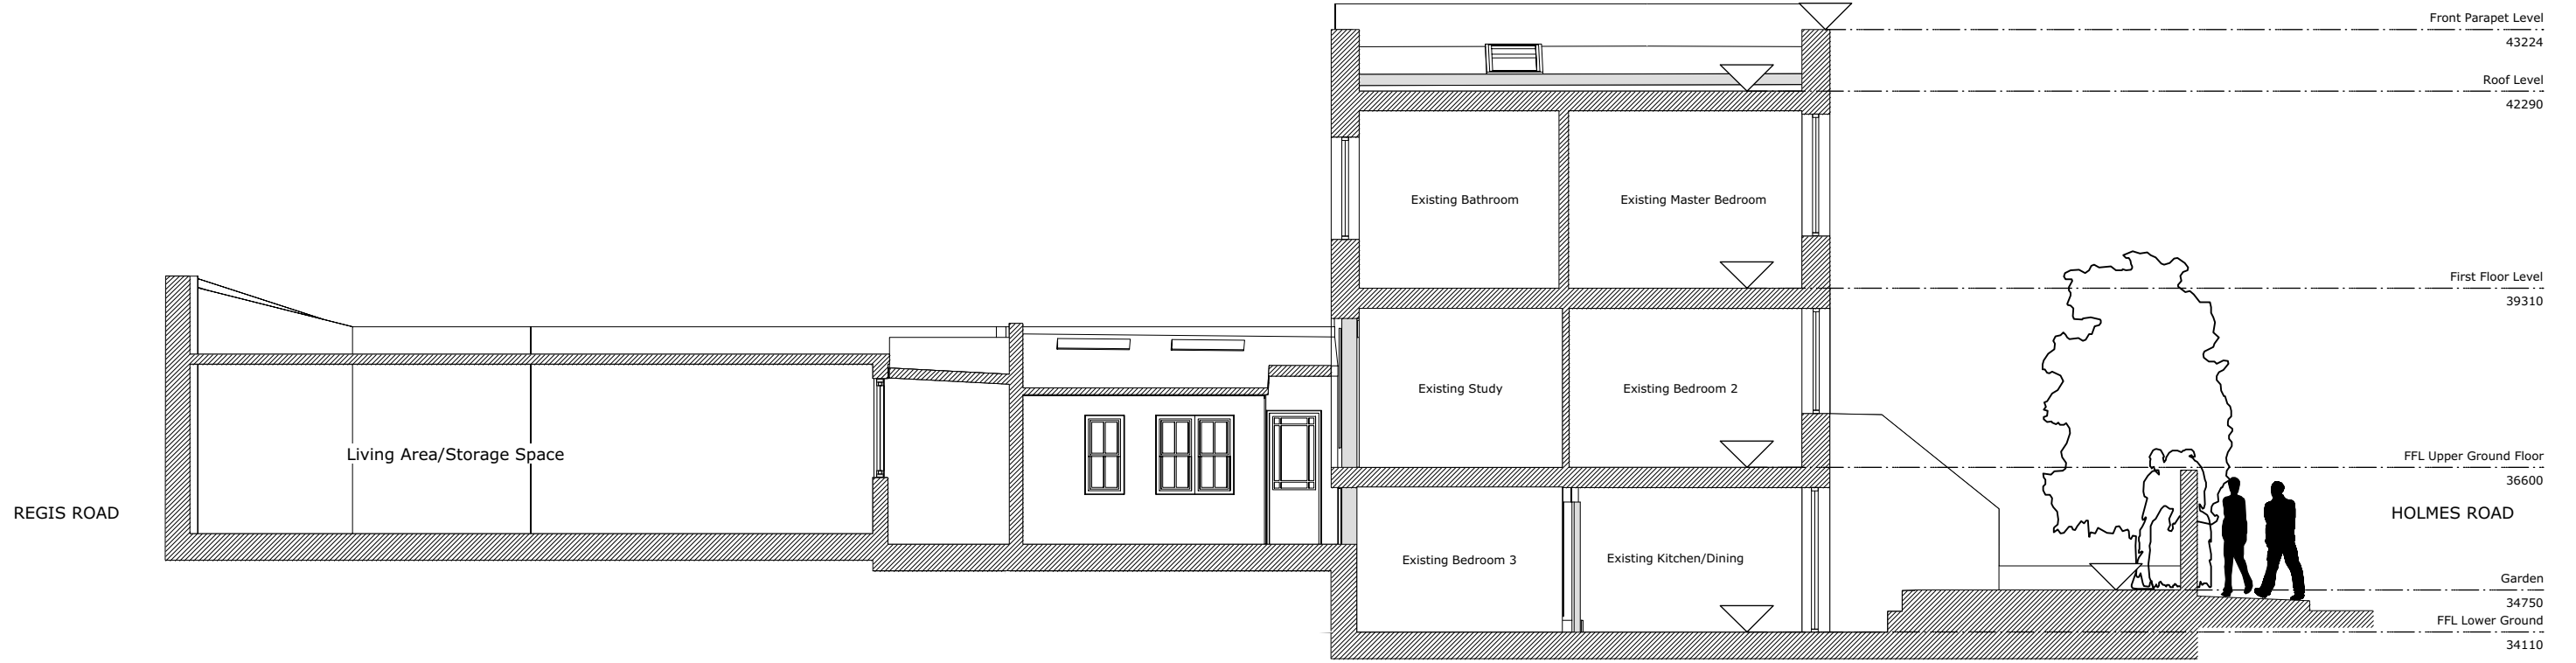 Front Parapet Level
43224
Roof Level
42290
Existing Bathroom
Existing Master Bedroom
First Floor Level
39310
Existing Study
Existing Bedroom 2
Living Area/Storage Space
FFL Upper Ground Floor
36600
REGIS ROAD
HOLMES ROAD
Existing Bedroom 3
Existing Kitchen/Dining
Garden
34750
FFL Lower Ground
34110